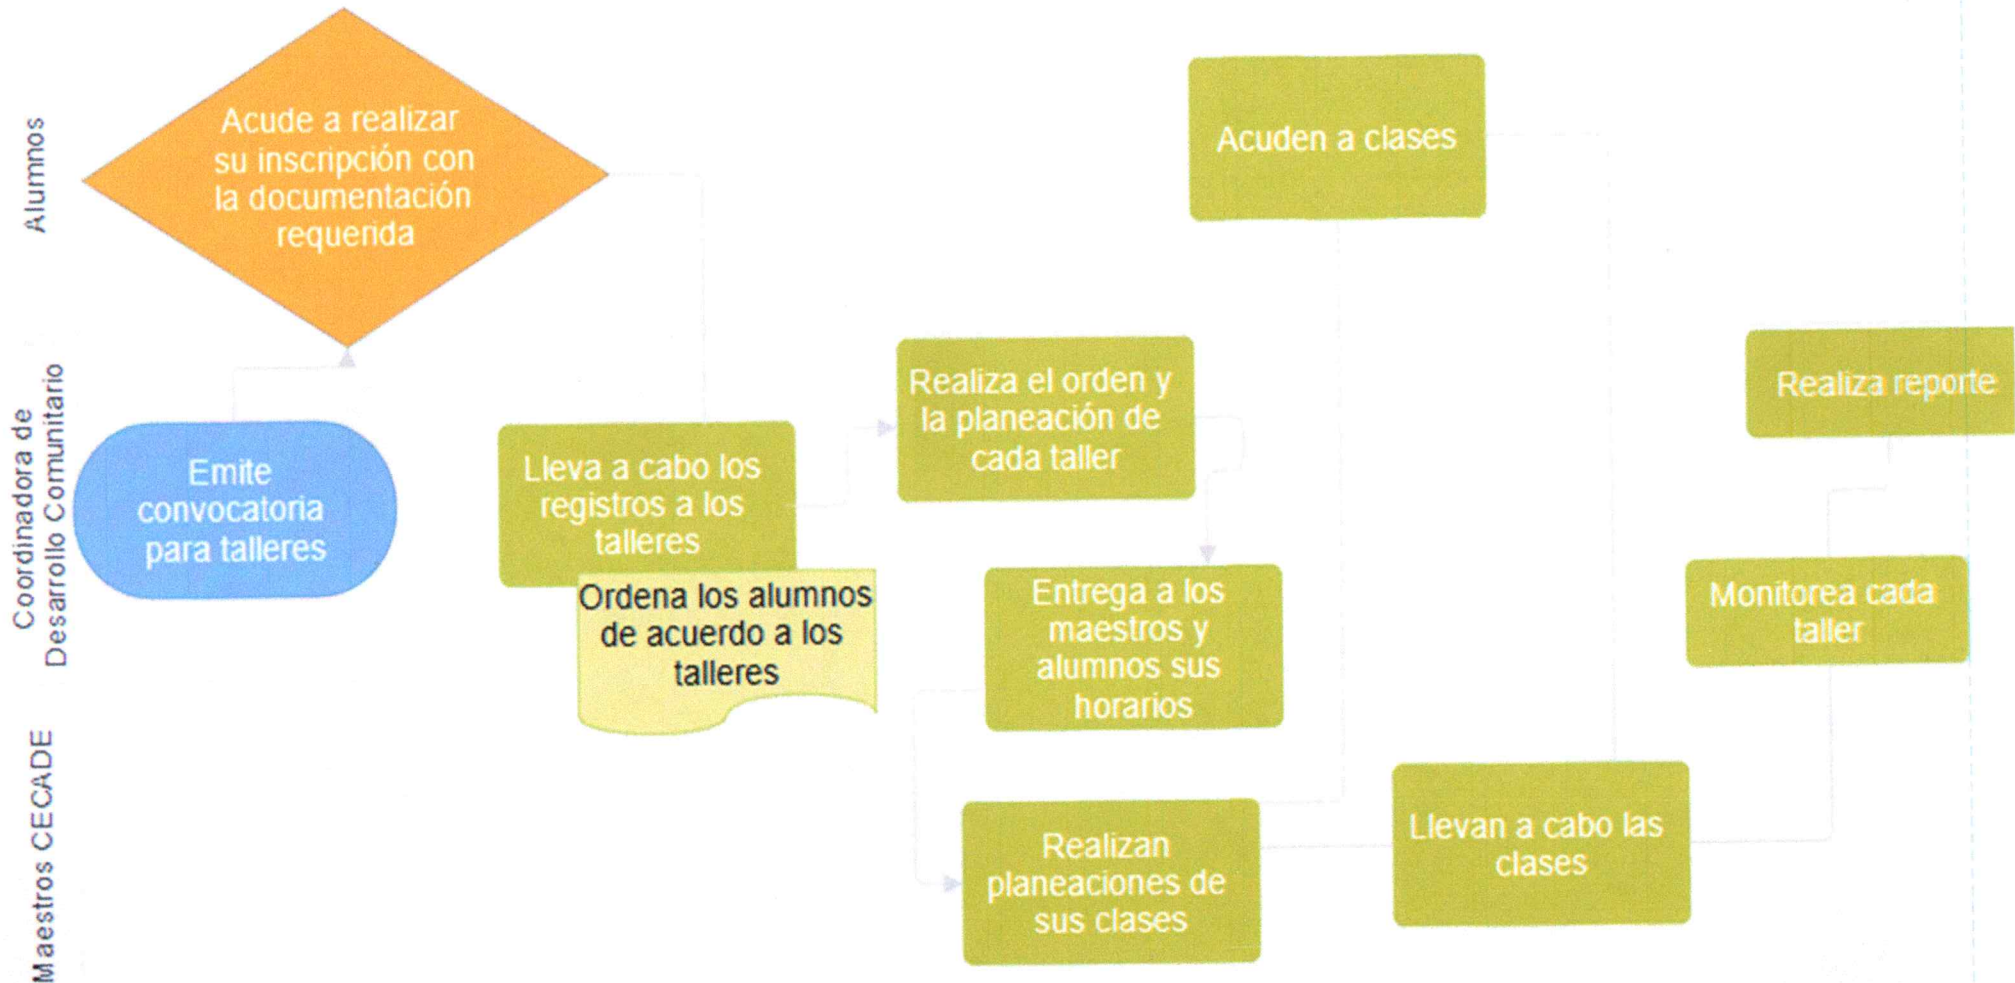 Alumnos
Acude a realizar
su inscripción con
la documentación
requerida
Acuden a clases
Coordinadora de
Desarrollo Comunitario
Emite
convocatoria
para talleres
Lleva a cabo los
registros a los
talleres
Ordena los alumnos
de acuerdo a los
talleres
Realiza el orden y
la planeación de
cada taller
Entrega a los
maestros y
alumnos sus
horarios
Realiza reporte
Monitorea cada
taller
Maestros CECADE
Realizan
planeaciones de
sus clases
Llevan a cabo las
clases